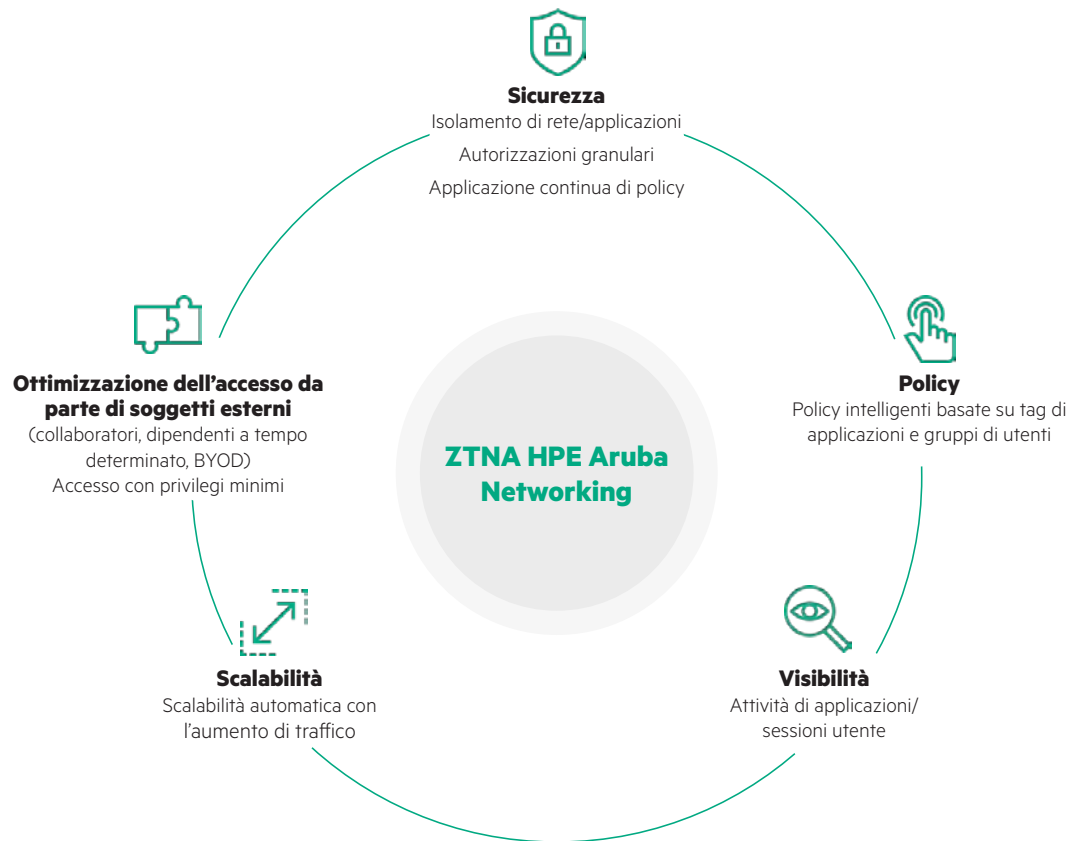 Sicurezza
Isolamento di rete/applicazioni
Autorizzazioni granulari
Applicazione continua di policy
Ottimizzazione dell’accesso da
parte di soggetti esterni
(collaboratori, dipendenti a tempo
determinato, BYOD)
Accesso con privilegi minimi
Policy
Policy intelligenti basate su tag di
applicazioni e gruppi di utenti
ZTNA HPE Aruba
Networking
Scalabilità
Scalabilità automatica con
l’aumento di traffico
Visibilità
Attività di applicazioni/
sessioni utente